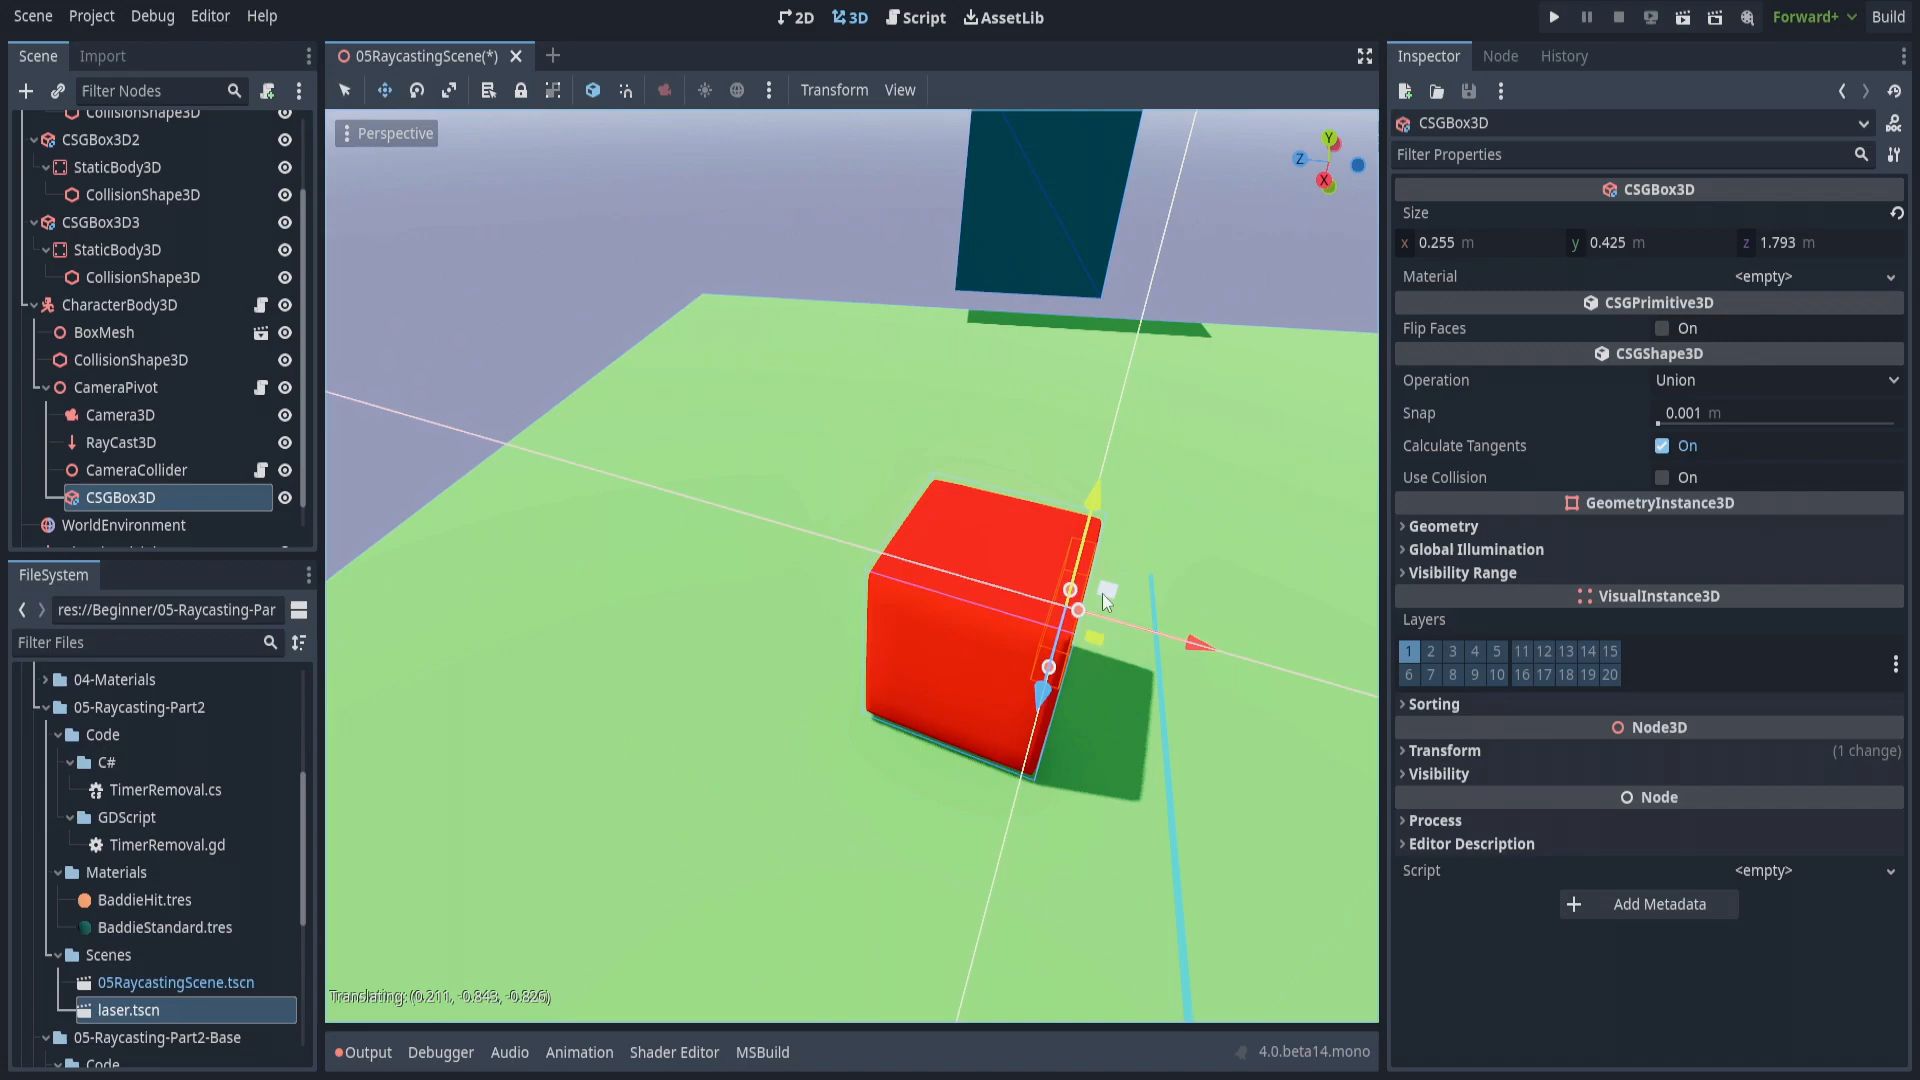 Scene Project Debug Editor Help
2D 3D Script AssetLib
Forward+ Build
Scene Import
Filter Nodes
CollisionShape3D
CSGBox3D2
StaticBody3D
CollisionShape3D
CSGBox3D3
StaticBody3D
CollisionShape3D
CharacterBody3D
BoxMesh
CollisionShape3D
CameraPivot
Camera3D
RayCast3D
CameraCollider
CSGBox3D
WorldEnvironment
FileSystem
res://Beginner/05-Raycasting-Par
Filter Files
04-Materials
05-Raycasting-Part2
Code
C#
TimerRemoval.cs
GDScript
TimerRemoval.gd
Materials
BaddieHit.tres
BaddieStandard.tres
Scenes
05RaycastingScene.tscn
laser.tscn
05-Raycasting-Part2-Base
Code
05RaycastingScene(*)
Transform View
Perspective
Y
Z
X
Translating: (0.211, -0.843, -0.826)
Output Debugger Audio Animation Shader Editor MSBuild
4.0.beta14.mono
Inspector Node History
CSGBox3D
Filter Properties
CSGBox3D
Size
x 0.255 m y 0.425 m z 1.793 m
Material <empty>
CSGPrimitive3D
Flip Faces On
CSGShape3D
Operation Union
Snap 0.001 m
Calculate Tangents On
Use Collision On
GeometryInstance3D
Geometry
Global Illumination
Visibility Range
VisualInstance3D
Layers
1 2 3 4 5 11 12 13 14 15
6 7 8 9 10 16 17 18 19 20
Sorting
Node3D
Transform (1 change)
Visibility
Node
Process
Editor Description
Script <empty>
Add Metadata